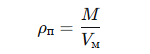 ρп = M / Vм